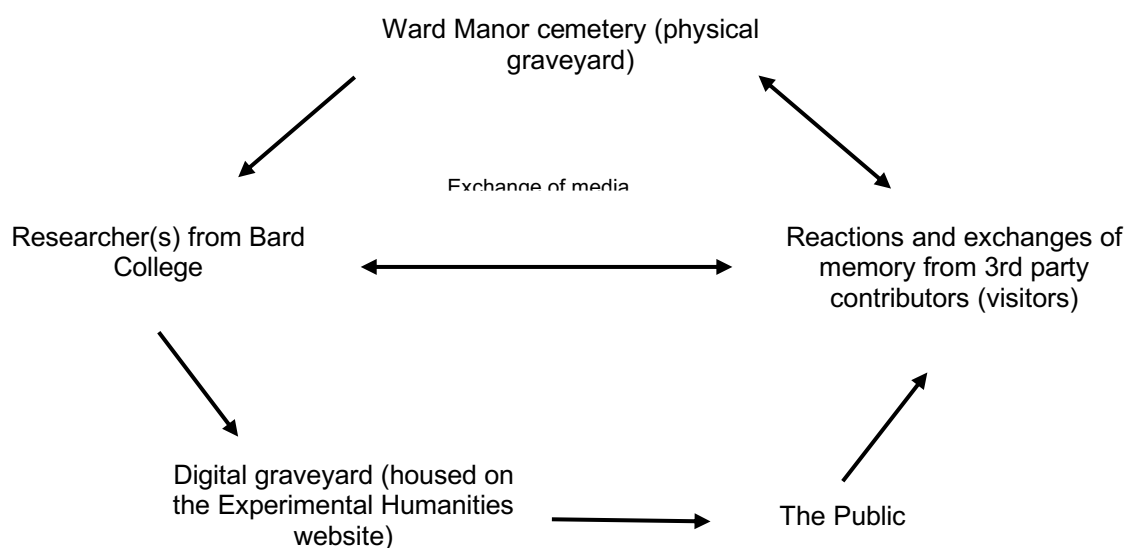 Ward Manor cemetery (physical
graveyard)
Exchange of media
Researcher(s) from Bard
College
Reactions and exchanges of
memory from 3rd party
contributors (visitors)
Digital graveyard (housed on
the Experimental Humanities
website)
The Public